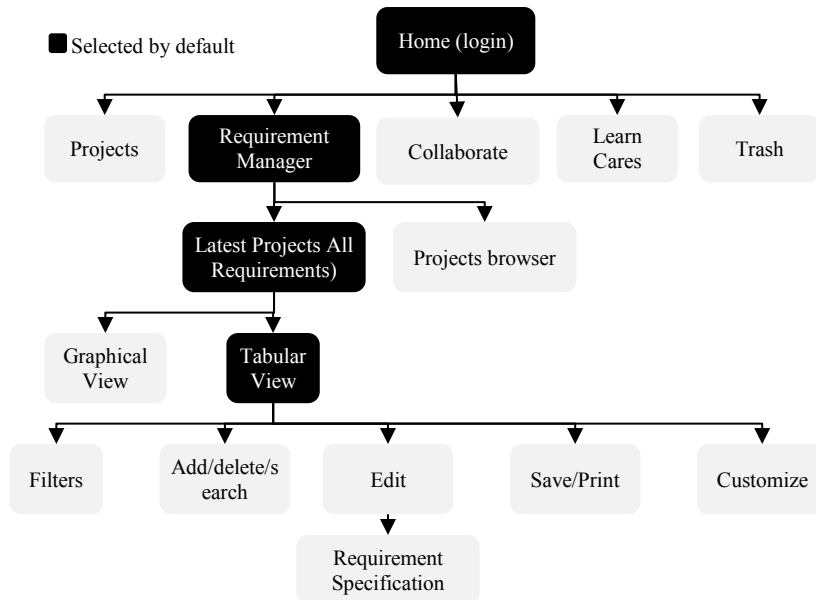 Selected by default
Home (login)
Projects
Requirement
Manager
Collaborate
Learn
Cares
Trash
Latest Projects All
Requirements)
Projects browser
Graphical
View
Tabular
View
Filters
Add/delete/s
earch
Edit
Save/Print
Customize
Requirement
Specification